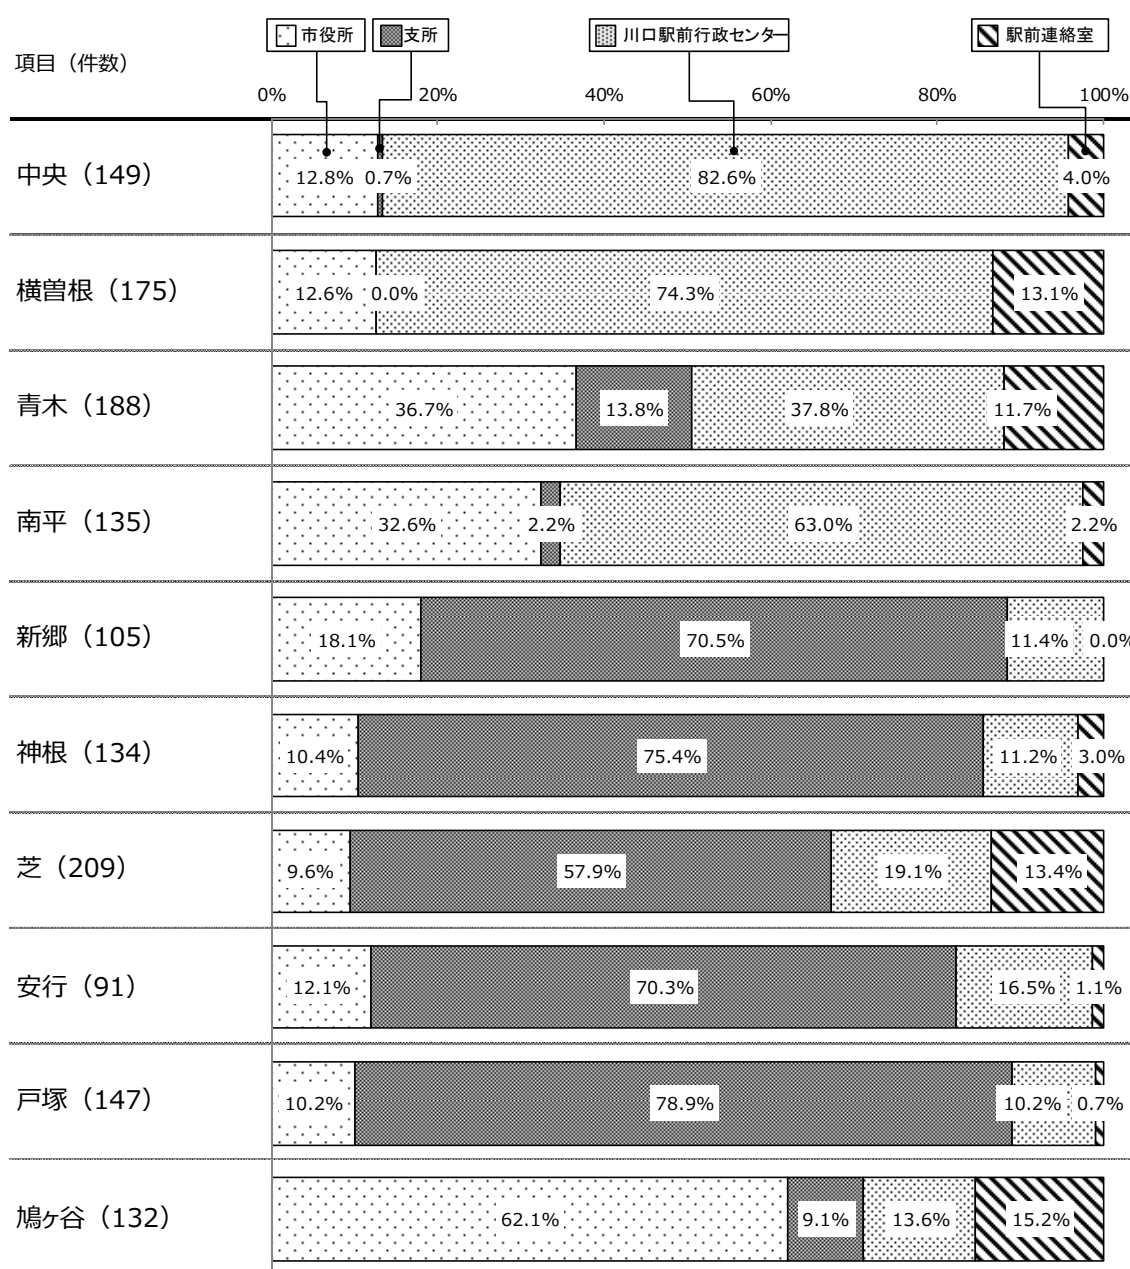 市役所 支所 川口駅前行政センター 駅前連絡室
項目（件数）
0% 20% 40% 60% 80% 100%
中央（149） 12.8% 0.7% 82.6% 4.0%
横曽根（175） 12.6% 0.0% 74.3% 13.1%
青木（188） 36.7% 13.8% 37.8% 11.7%
南平（135） 32.6% 2.2% 63.0% 2.2%
新郷（105） 18.1% 70.5% 11.4% 0.0%
神根（134） 10.4% 75.4% 11.2% 3.0%
芝（209） 9.6% 57.9% 19.1% 13.4%
安行（91） 12.1% 70.3% 16.5% 1.1%
戸塚（147） 10.2% 78.9% 10.2% 0.7%
鳩ヶ谷（132） 62.1% 9.1% 13.6% 15.2%